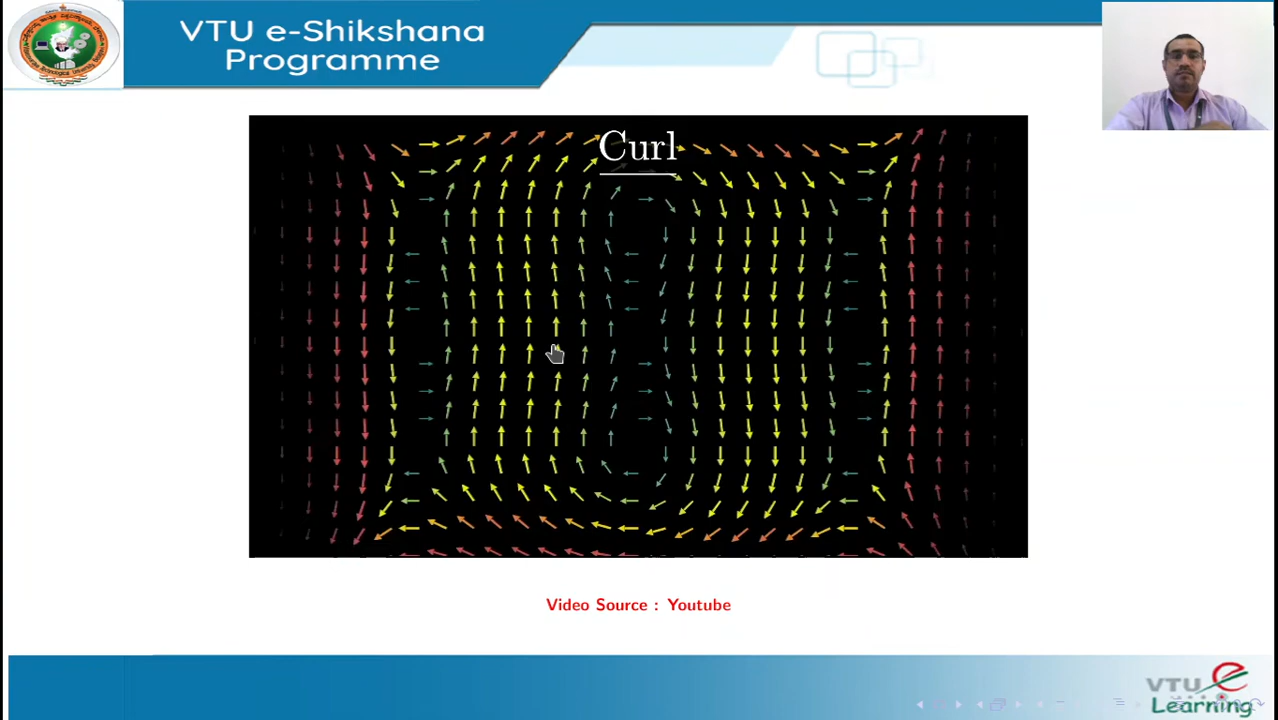 VTU e-Shikshana
Programme
Curl
Video Source : Youtube
VTU
Learning